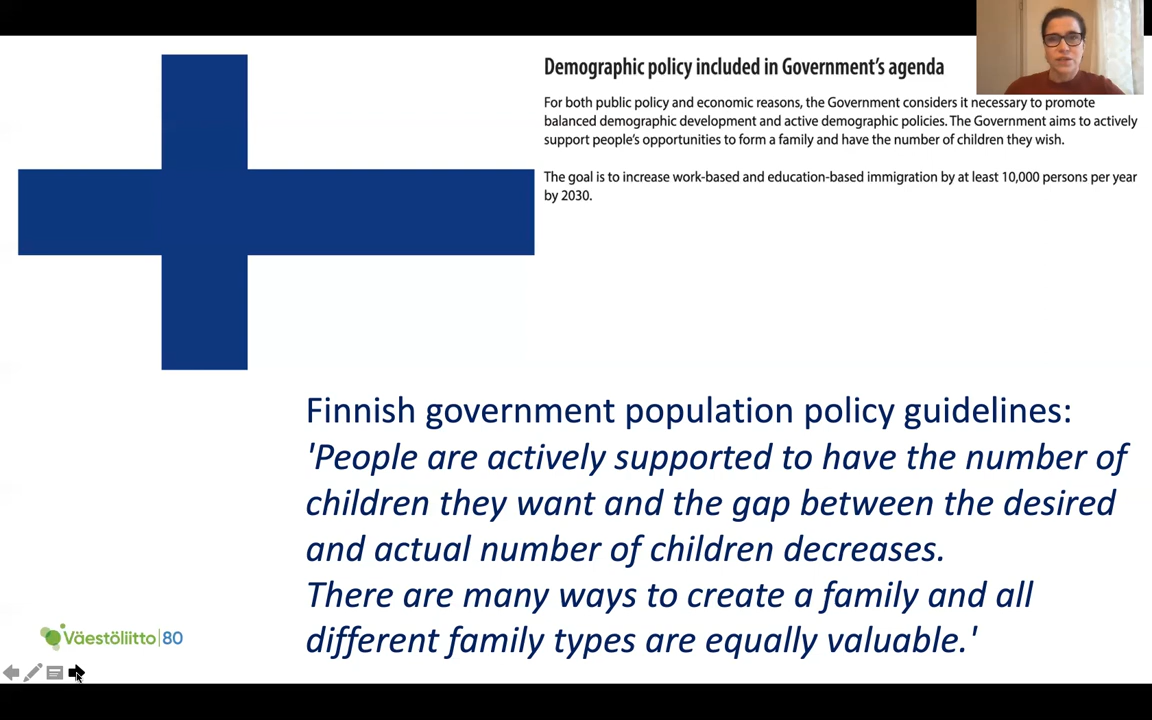 Demographic policy included in Government's agenda
For both public policy and economic reasons, the Government considers it necessary to promote
balanced demographic development and active demographic policies. The Government aims to actively
support people's opportunities to form a family and have the number of children they wish.
The goal is to increase work-based and education-based immigration by at least 10,000 persons per year
by 2030.
Finnish government population policy guidelines:
'People are actively supported to have the number of
children they want and the gap between the desired
and actual number of children decreases.
There are many ways to create a family and all
different family types are equally valuable.'
Väestöliitto|80